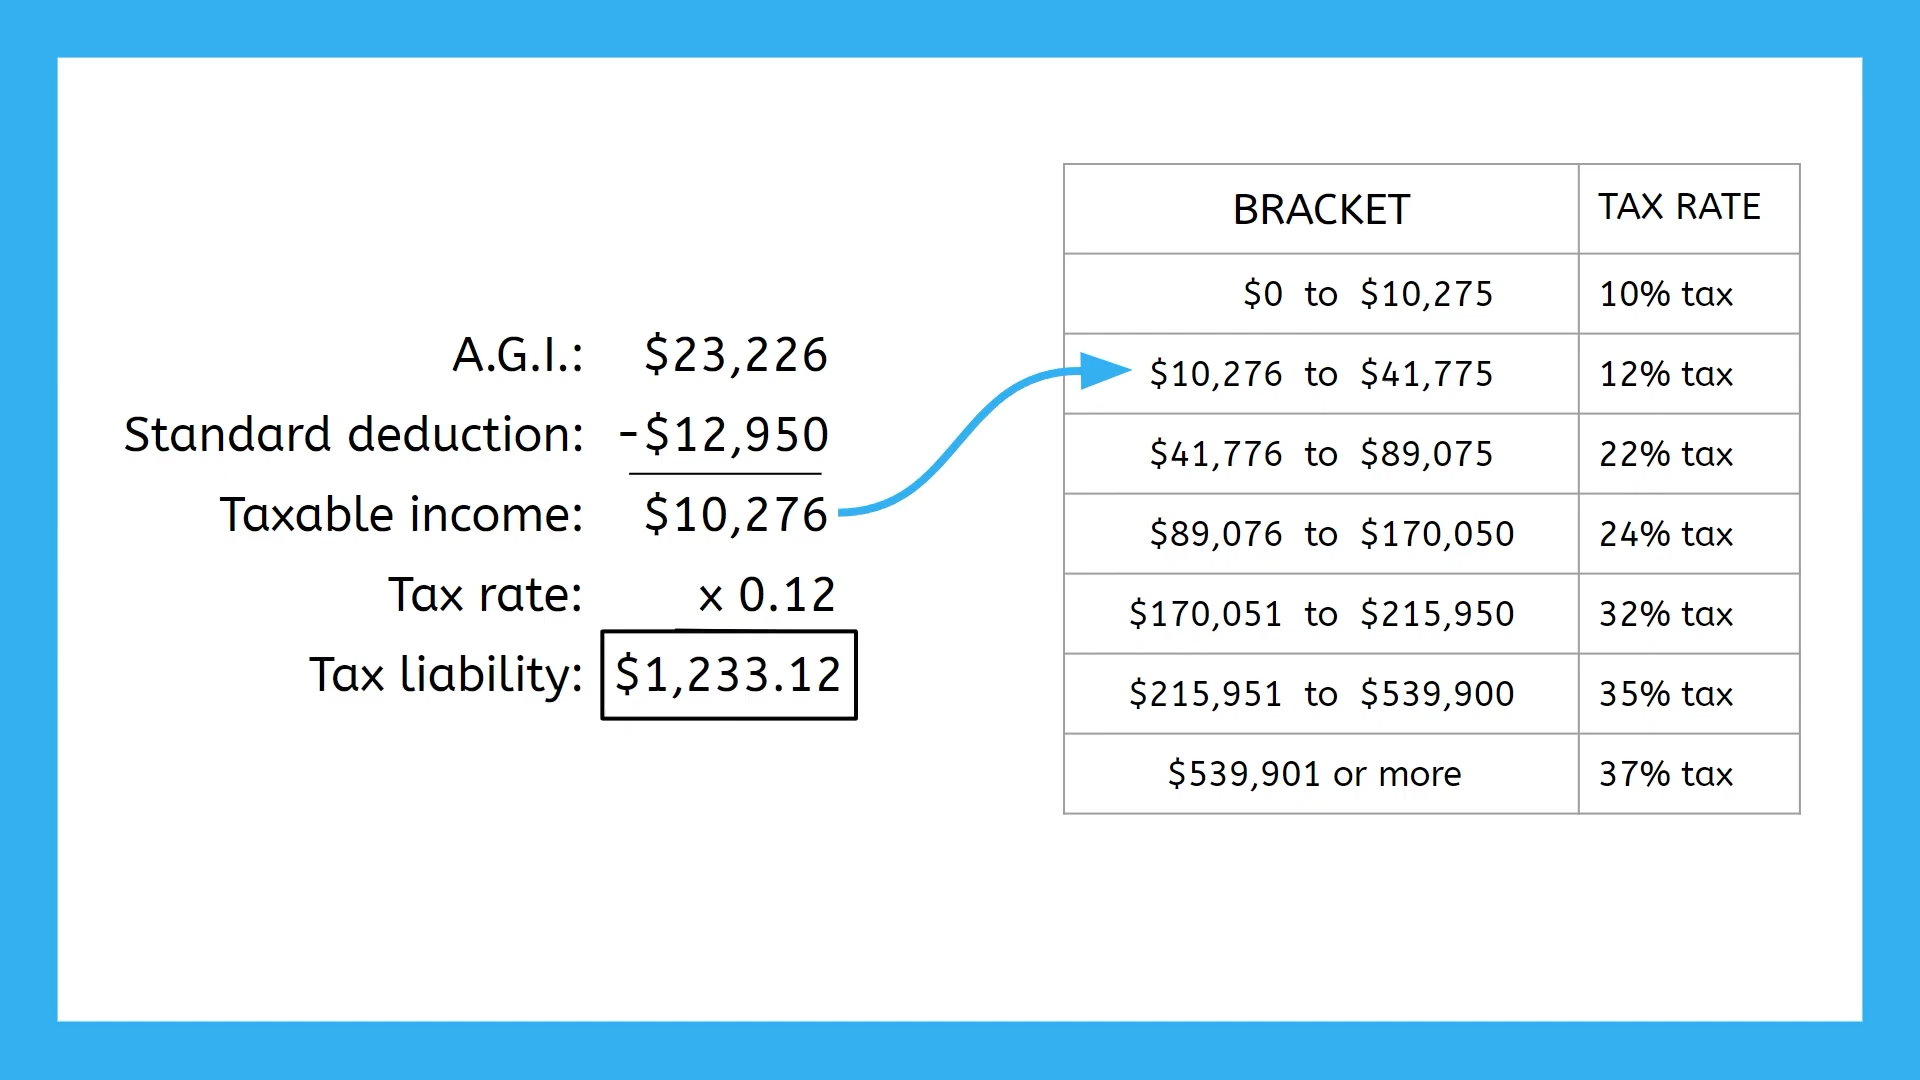 A.G.I.: $23,226
Standard deduction: -$12,950
Taxable income: $10,276
Tax rate: x 0.12
Tax liability: $1,233.12
BRACKET TAX RATE
$0 to $10,275 10% tax
$10,276 to $41,775 12% tax
$41,776 to $89,075 22% tax
$89,076 to $170,050 24% tax
$170,051 to $215,950 32% tax
$215,951 to $539,900 35% tax
$539,901 or more 37% tax